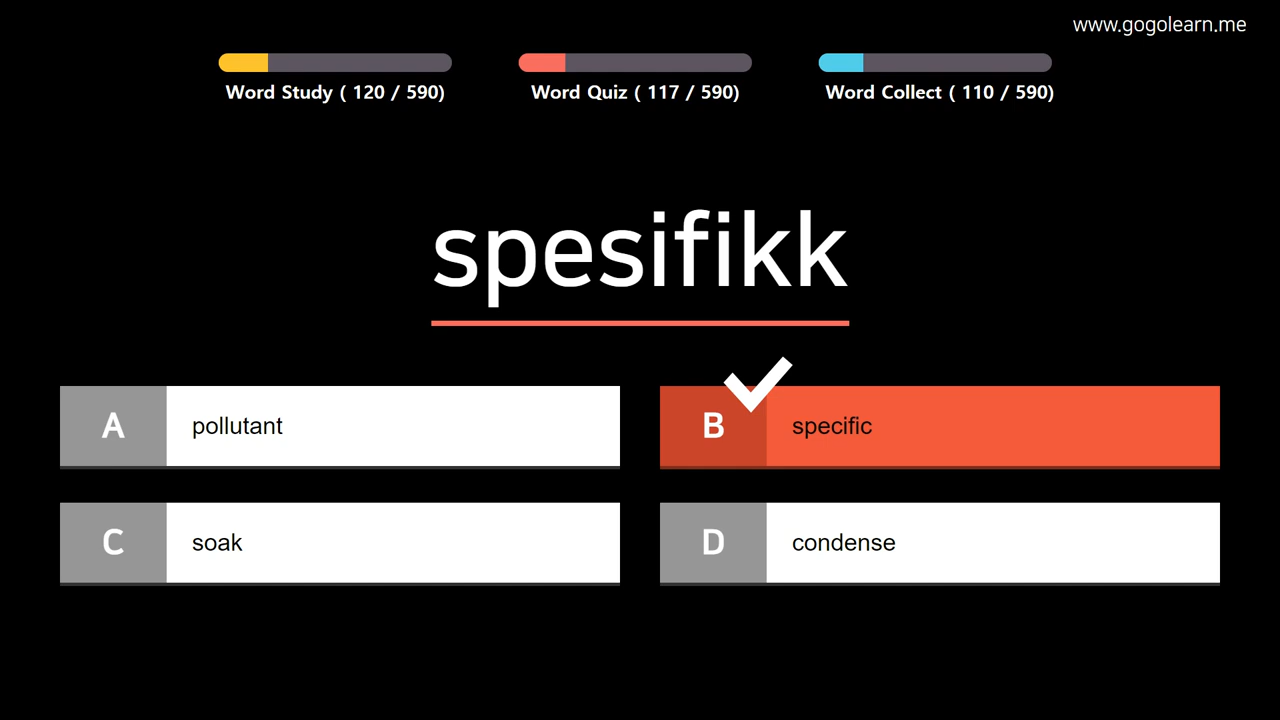 www.gogolearn.me
Word Study ( 120 / 590)
Word Quiz ( 117 / 590)
Word Collect ( 110 / 590)
spesifikk
A pollutant
B specific
C soak
D condense